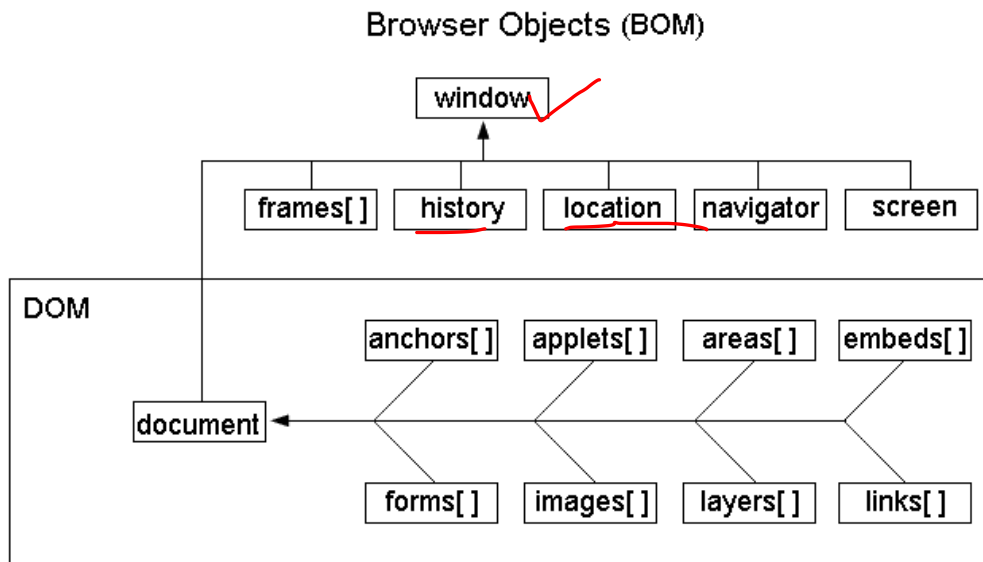 Browser Objects (BOM)
window
frames[ ] history location navigator screen
DOM
anchors[ ] applets[ ] areas[ ] embeds[ ]
document
forms[ ] images[ ] layers[ ] links[ ]